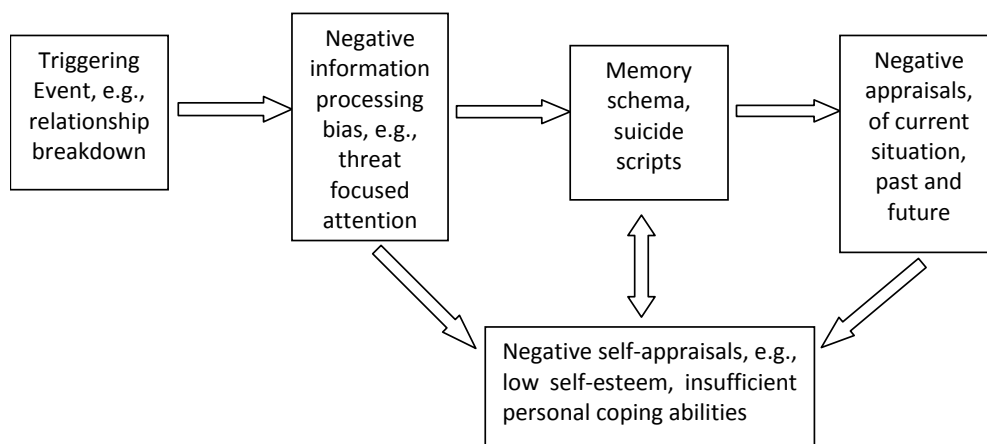 Triggering
Event, e.g.,
relationship
breakdown
Negative
information
processing
bias, e.g.,
threat
focused
attention
Memory
schema,
suicide
scripts
Negative
appraisals,
of current
situation,
past and
future
Negative self-appraisals, e.g.,
low self-esteem, insufficient
personal coping abilities